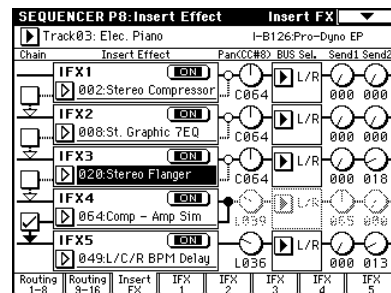 SEQUENCER P8:Insert Effect Insert FX
Track03: Elec. Piano I-B126:Pro-Dyno EP
Chain Insert Effect Pan(CC#8) BUS Sel. Send1 Send2
IFX1 ON L/R
002:Stereo Compressor C064 000 000
IFX2 ON L/R
008:St. Graphic 7EQ C064 000 000
IFX3 ON L/R
020:Stereo Flanger C064 000 018
IFX4 ON L/R
064:Comp - Amp Sim L039 065 000
IFX5 ON L/R
049:L/C/R BPM Delay L036 000 013
Routing 1-8 Routing 9-16 Insert FX IFX 1 IFX 2 IFX 3 IFX 4 IFX 5